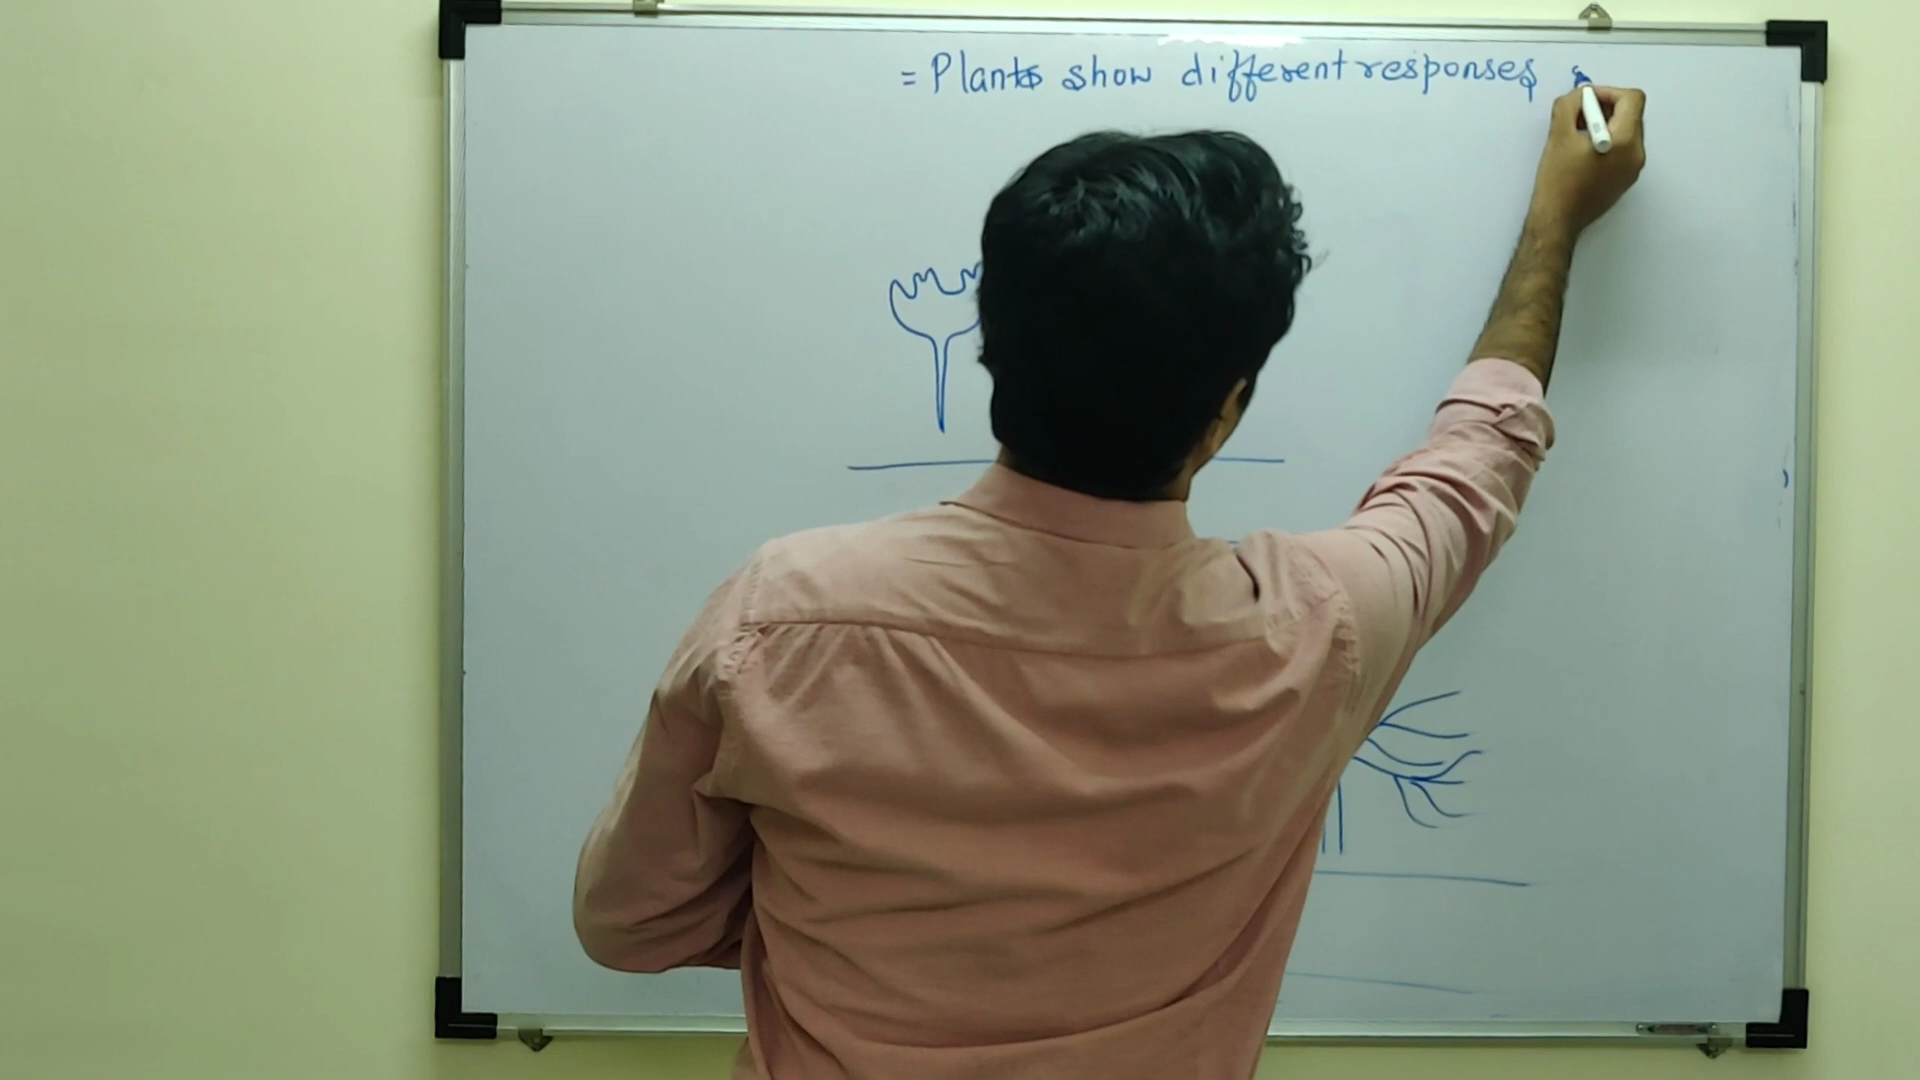 = Plants show different responses